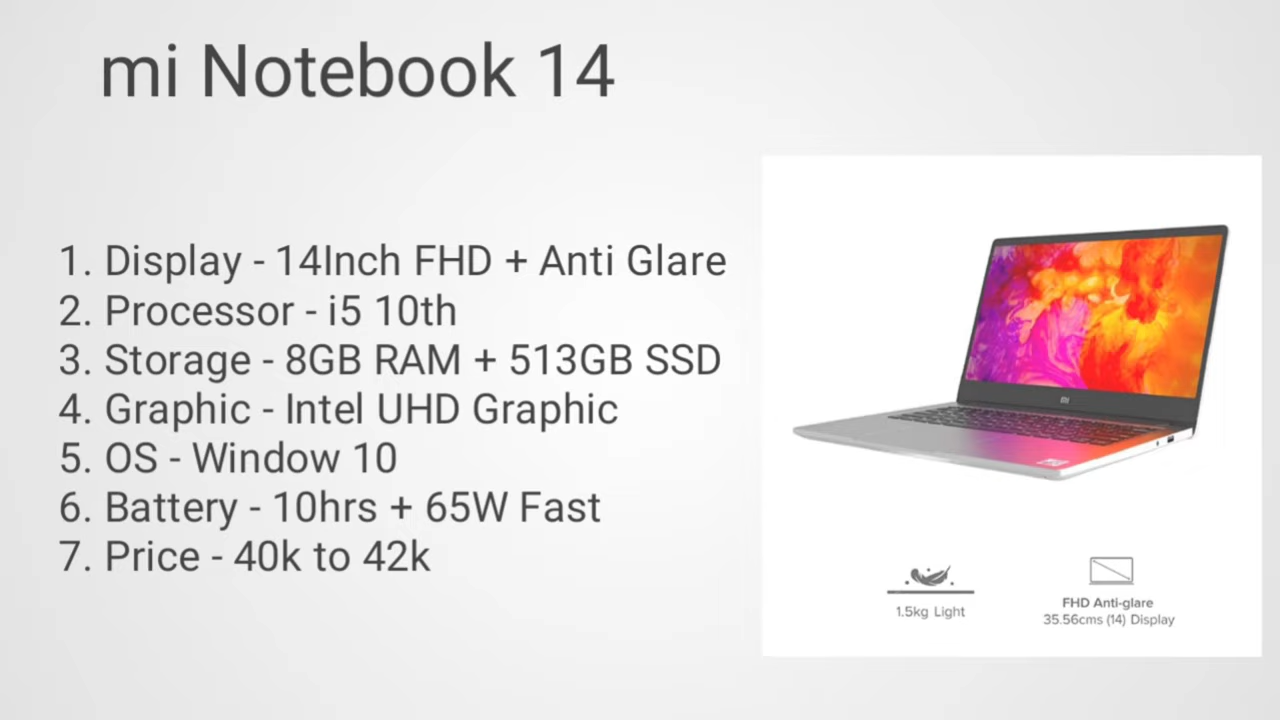 mi Notebook 14
1. Display - 14Inch FHD + Anti Glare
2. Processor - i5 10th
3. Storage - 8GB RAM + 513GB SSD
4. Graphic - Intel UHD Graphic
5. OS - Window 10
6. Battery - 10hrs + 65W Fast
7. Price - 40k to 42k
mi
1.5kg Light
FHD Anti-glare
35.56cms (14) Display